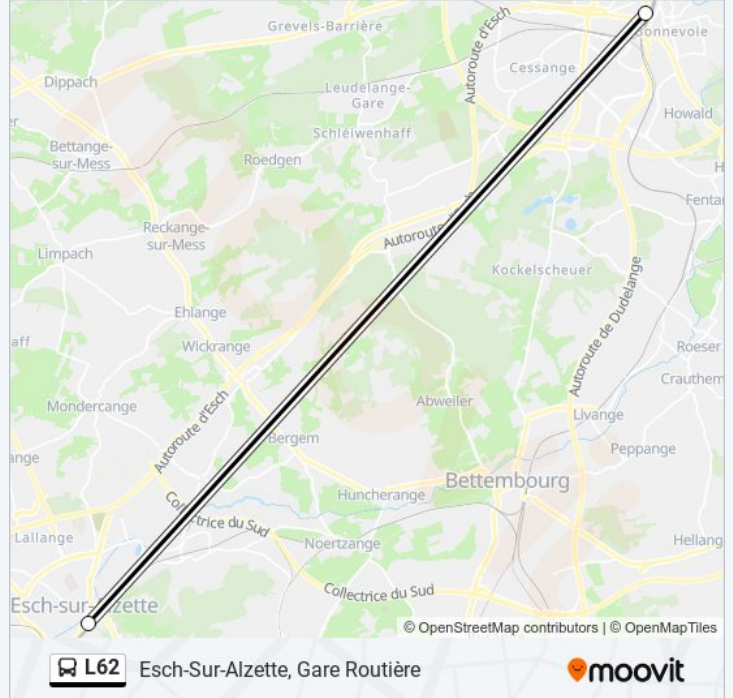 Grevels-Barrière
Autoroute d'Esch
Bonnevoie
Cessange
Dippach
Leudelange-
Gare
Howald
Schléiwenhaff
Bettange-
sur-Mess
Roedgen
Reckange-
sur-Mess
Limpach
Kockelscheuer
Ehlange
Wickrange
Autoroute de Dudelange
Roeser
Crauthem
Mondercange
Abweiler
Livange
Autoroute d'Esch
Bergem
Peppange
Bettembourg
Huncherange
Collectrice du Sud
Lallange
Noertzange
Hellang
Esch-sur-Alzette
Collectrice du Sud
© OpenStreetMap contributors | © OpenMapTiles
L62 Esch-Sur-Alzette, Gare Routière
moovit